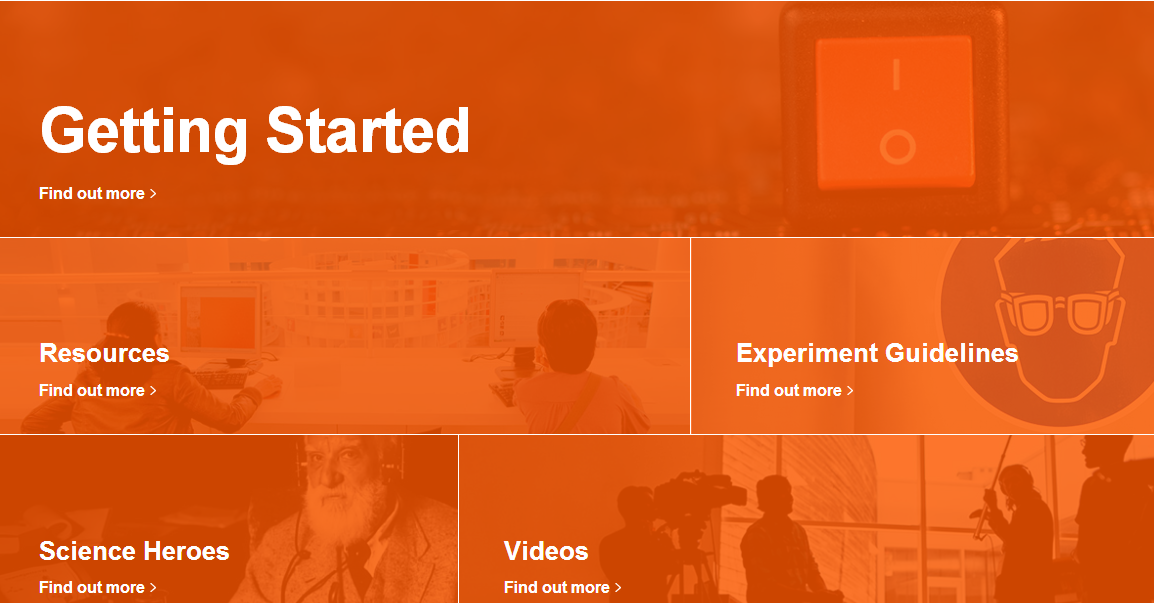 Getting Started
Find out more >
Resources
Find out more >
Experiment Guidelines
Find out more >
Science Heroes
Find out more >
Videos
Find out more >